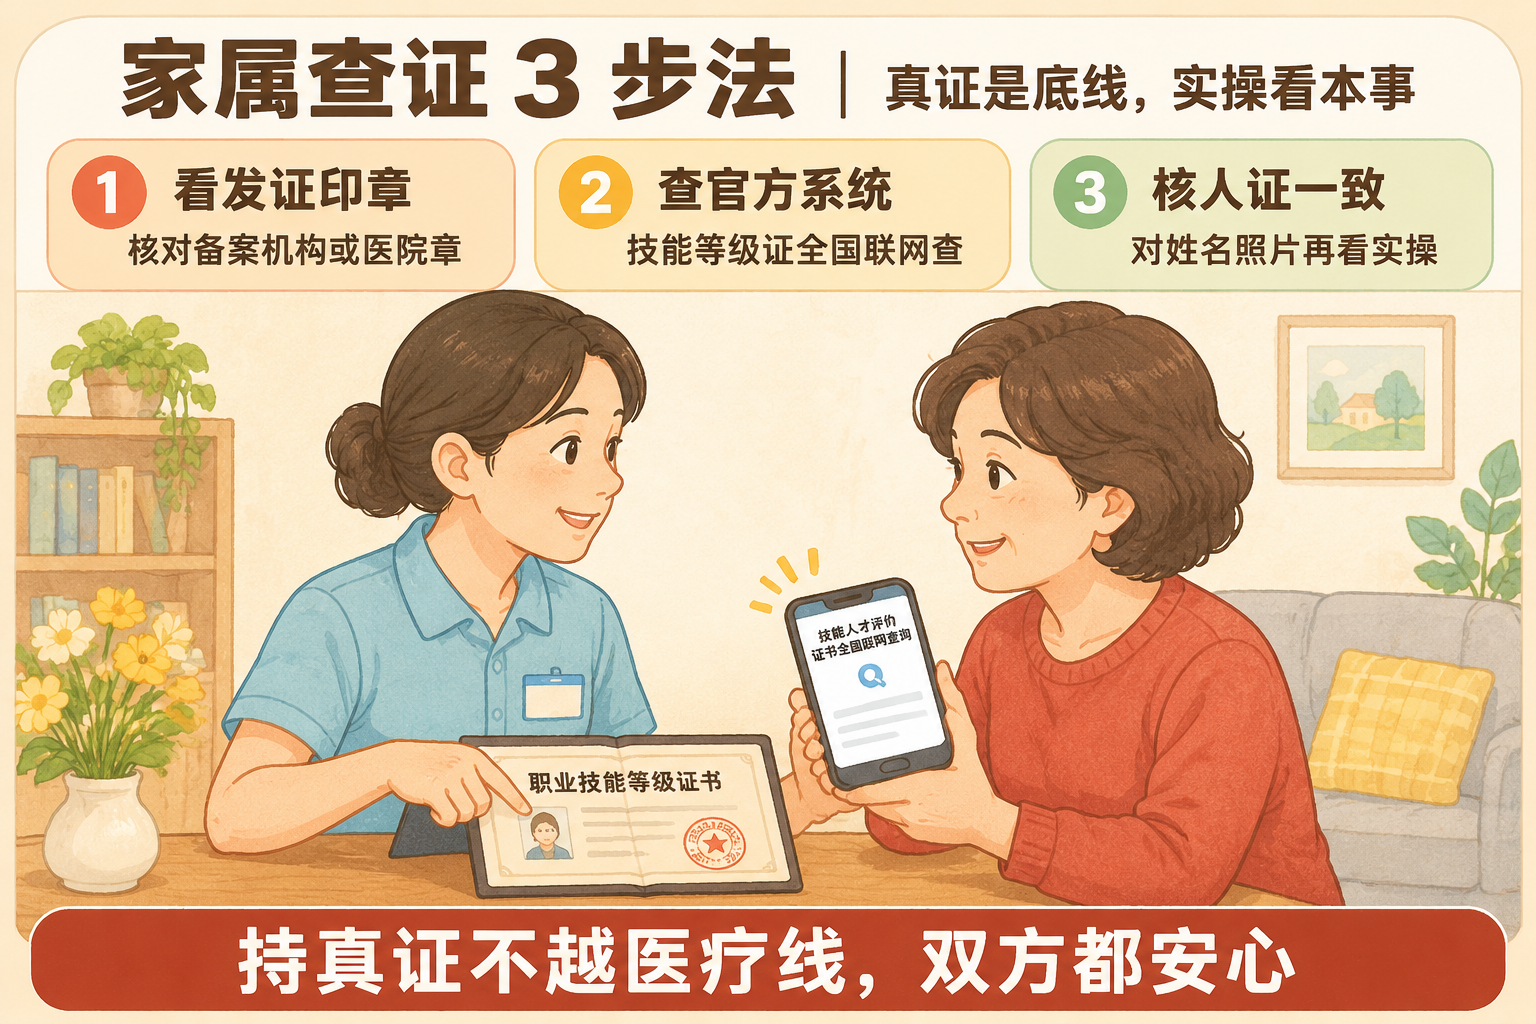 家属查证 3 步法
真证是底线，实操看本事
1 看发证印章
核对备案机构或医院章
2 查官方系统
技能等级证全国联网查
3 核人证一致
对姓名照片再看实操
技能人才评价
证书全国联网查询
职业技能等级证书
持真证不越医疗线，双方都安心